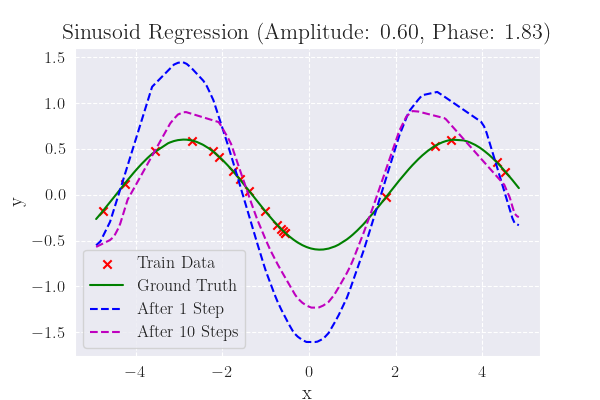 Sinusoid Regression (Amplitude: 0.60, Phase: 1.83)
1.5
1.0
0.5
0.0
−0.5
−1.0
−1.5
y
Train Data
Ground Truth
After 1 Step
After 10 Steps
−4 −2 0 2 4
x